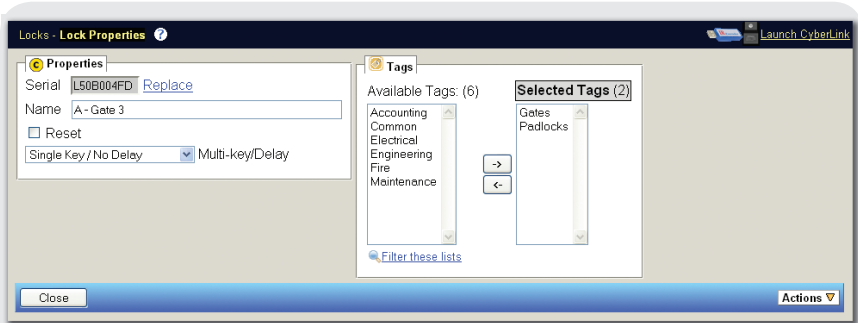 Locks - Lock Properties ?
Launch CyberLink
C Properties
Serial L50B004FD Replace
Name A - Gate 3
Reset
Single Key / No Delay Multi-key/Delay
Tags
Available Tags: (6)
Accounting
Common
Electrical
Engineering
Fire
Maintenance
->
<-
Selected Tags (2)
Gates
Padlocks
Filter these lists
Close
Actions